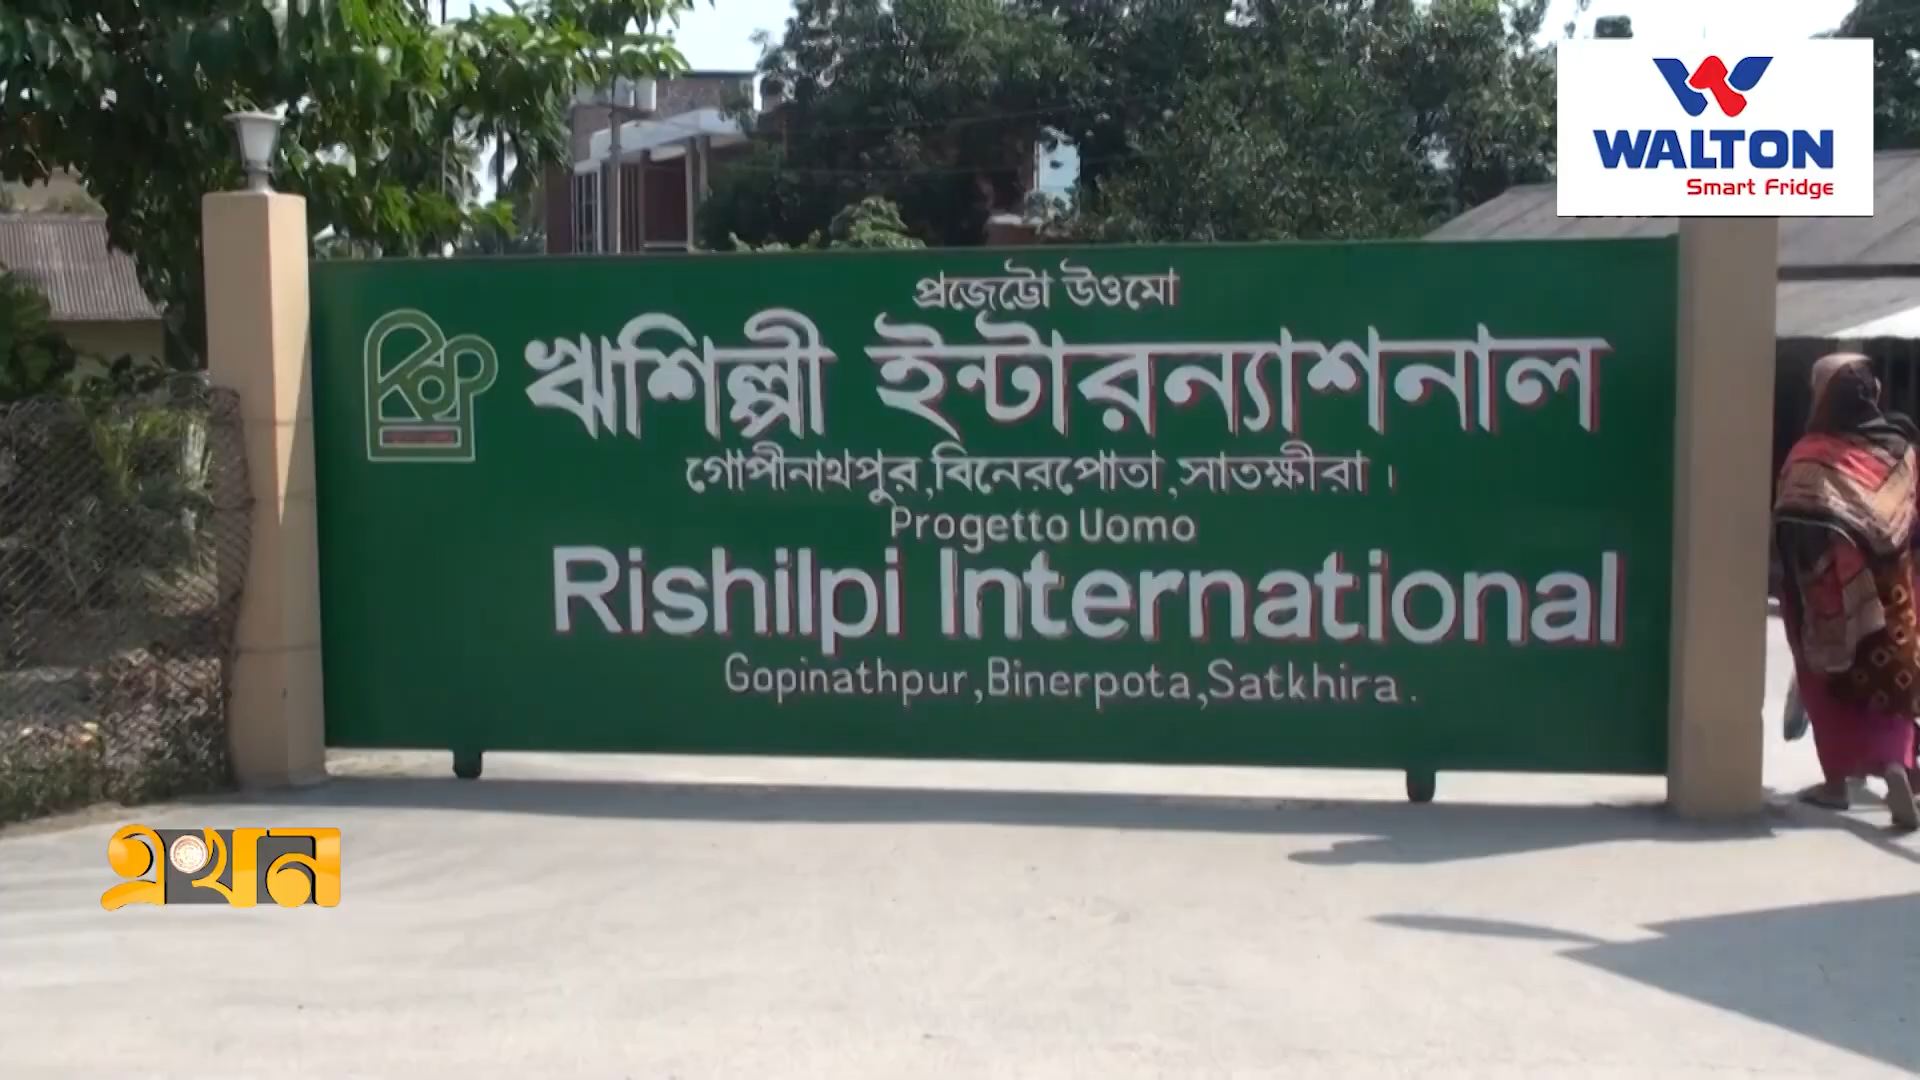 WALTON
Smart Fridge
প্রজেট্টো উওমো
ঋশিল্পী ইন্টারন্যাশনাল
গোপীনাথপুর,বিনেরপোতা,সাতক্ষীরা।
Progetto Uomo
Rishilpi International
Gopinathpur,Binerpota,Satkhira.
এখন